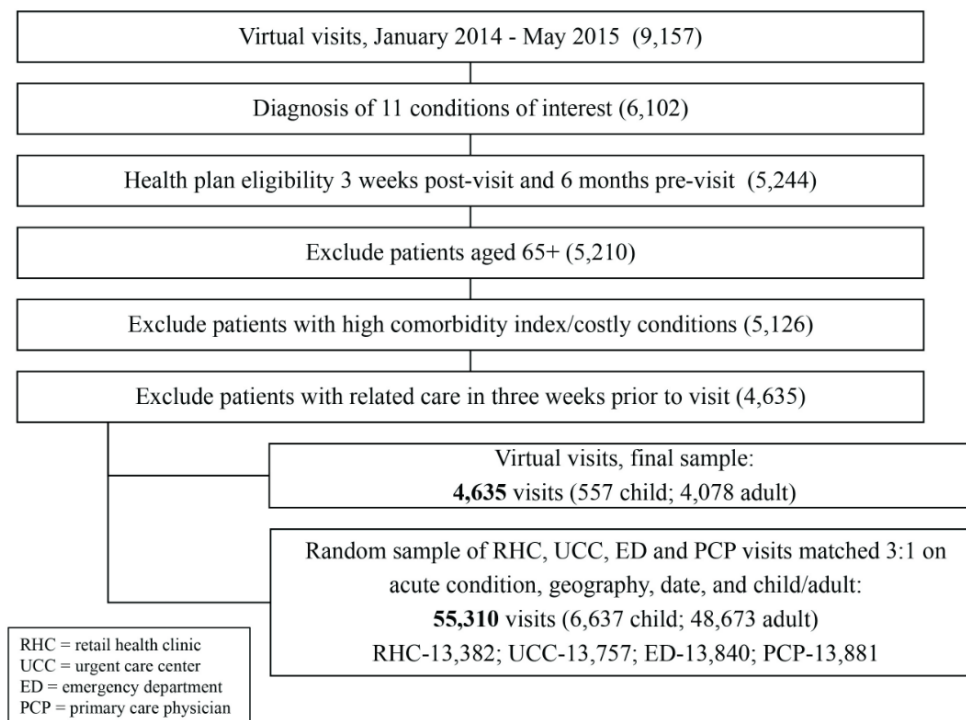 Virtual visits, January 2014 - May 2015 (9,157)
Diagnosis of 11 conditions of interest (6,102)
Health plan eligibility 3 weeks post-visit and 6 months pre-visit (5,244)
Exclude patients aged 65+ (5,210)
Exclude patients with high comorbidity index/costly conditions (5,126)
Exclude patients with related care in three weeks prior to visit (4,635)
Virtual visits, final sample:
4,635 visits (557 child; 4,078 adult)
Random sample of RHC, UCC, ED and PCP visits matched 3:1 on
acute condition, geography, date, and child/adult:
55,310 visits (6,637 child; 48,673 adult)
RHC-13,382; UCC-13,757; ED-13,840; PCP-13,881
RHC = retail health clinic
UCC = urgent care center
ED = emergency department
PCP = primary care physician